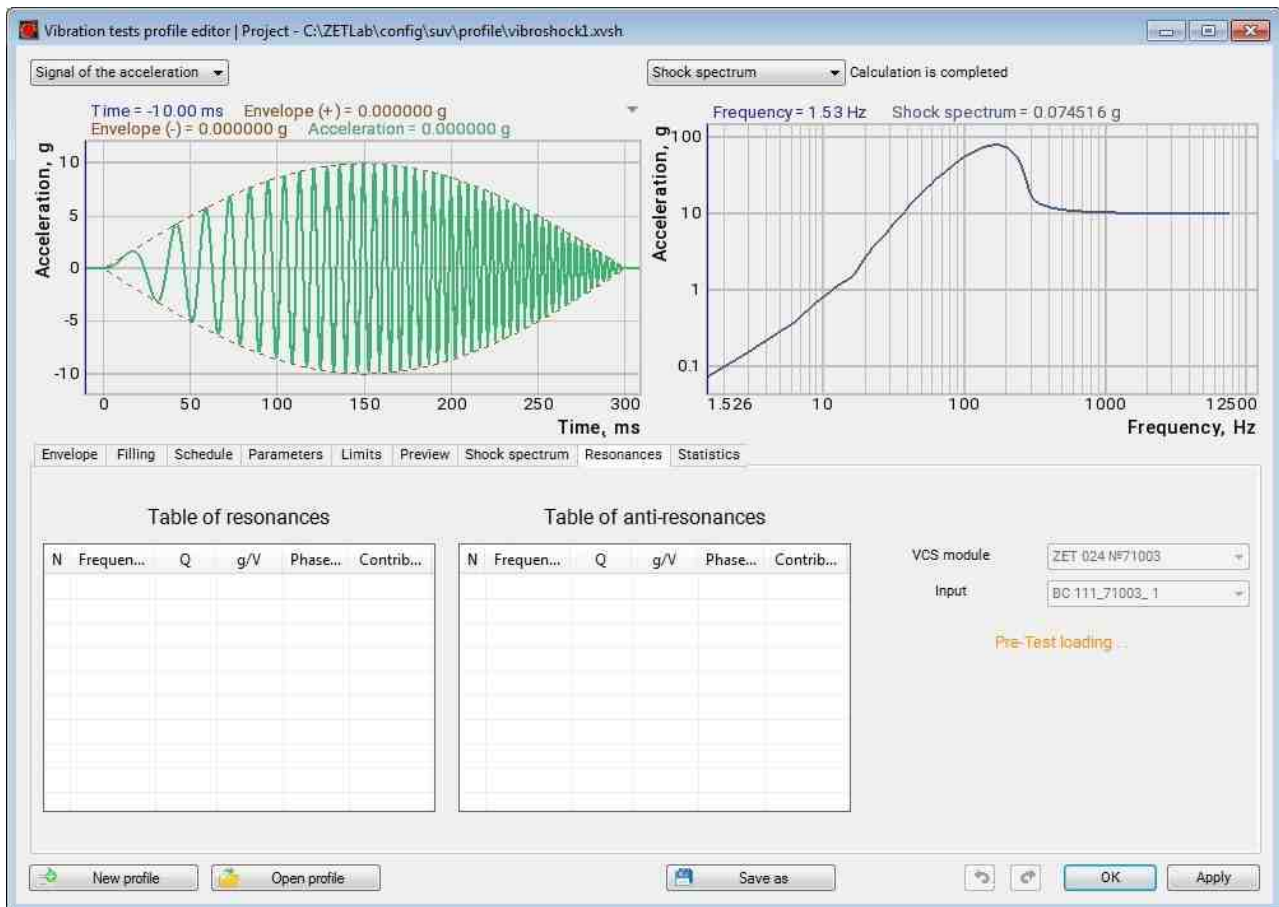 Vibration tests profile editor | Project - C:\ZETLab\config\suv\profile\vibroshock1.xvsh
Signal of the acceleration
Shock spectrum Calculation is completed
Time = -10.00 ms Envelope (+) = 0.000000 g
Envelope (-) = 0.000000 g Acceleration = 0.000000 g
Acceleration, g
10
5
0
-5
-10
0 50 100 150 200 250 300
Time, ms
Frequency = 1.53 Hz Shock spectrum = 0.074516 g
Acceleration, g
100
10
1
0.1
1.526 10 100 1000 12500
Frequency, Hz
Envelope Filling Schedule Parameters Limits Preview Shock spectrum Resonances Statistics
Table of resonances
N Frequen... Q g/V Phase... Contrib...
Table of anti-resonances
N Frequen... Q g/V Phase... Contrib...
VCS module ZET 024 №71003
Input BC 111_71003_ 1
Pre-Test loading ...
New profile Open profile Save as OK Apply